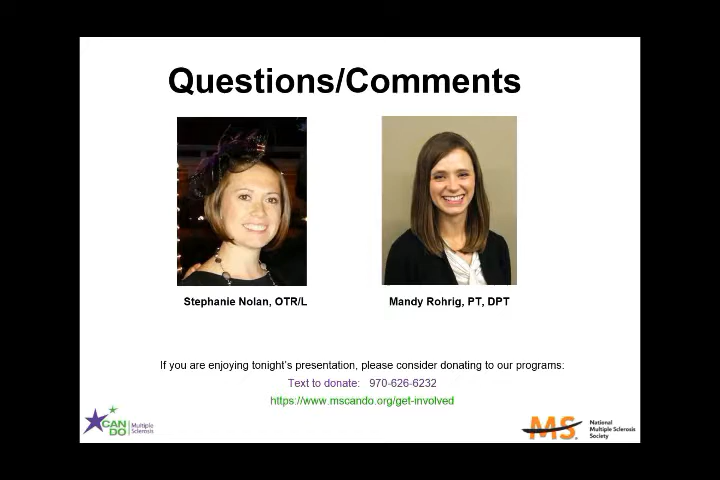 Questions/Comments
Stephanie Nolan, OTR/L
Mandy Rohrig, PT, DPT
If you are enjoying tonight's presentation, please consider donating to our programs:
Text to donate: 970-626-6232
https://www.mscando.org/get-involved
CAN DO
Multiple Sclerosis
MS
National
Multiple Sclerosis
Society